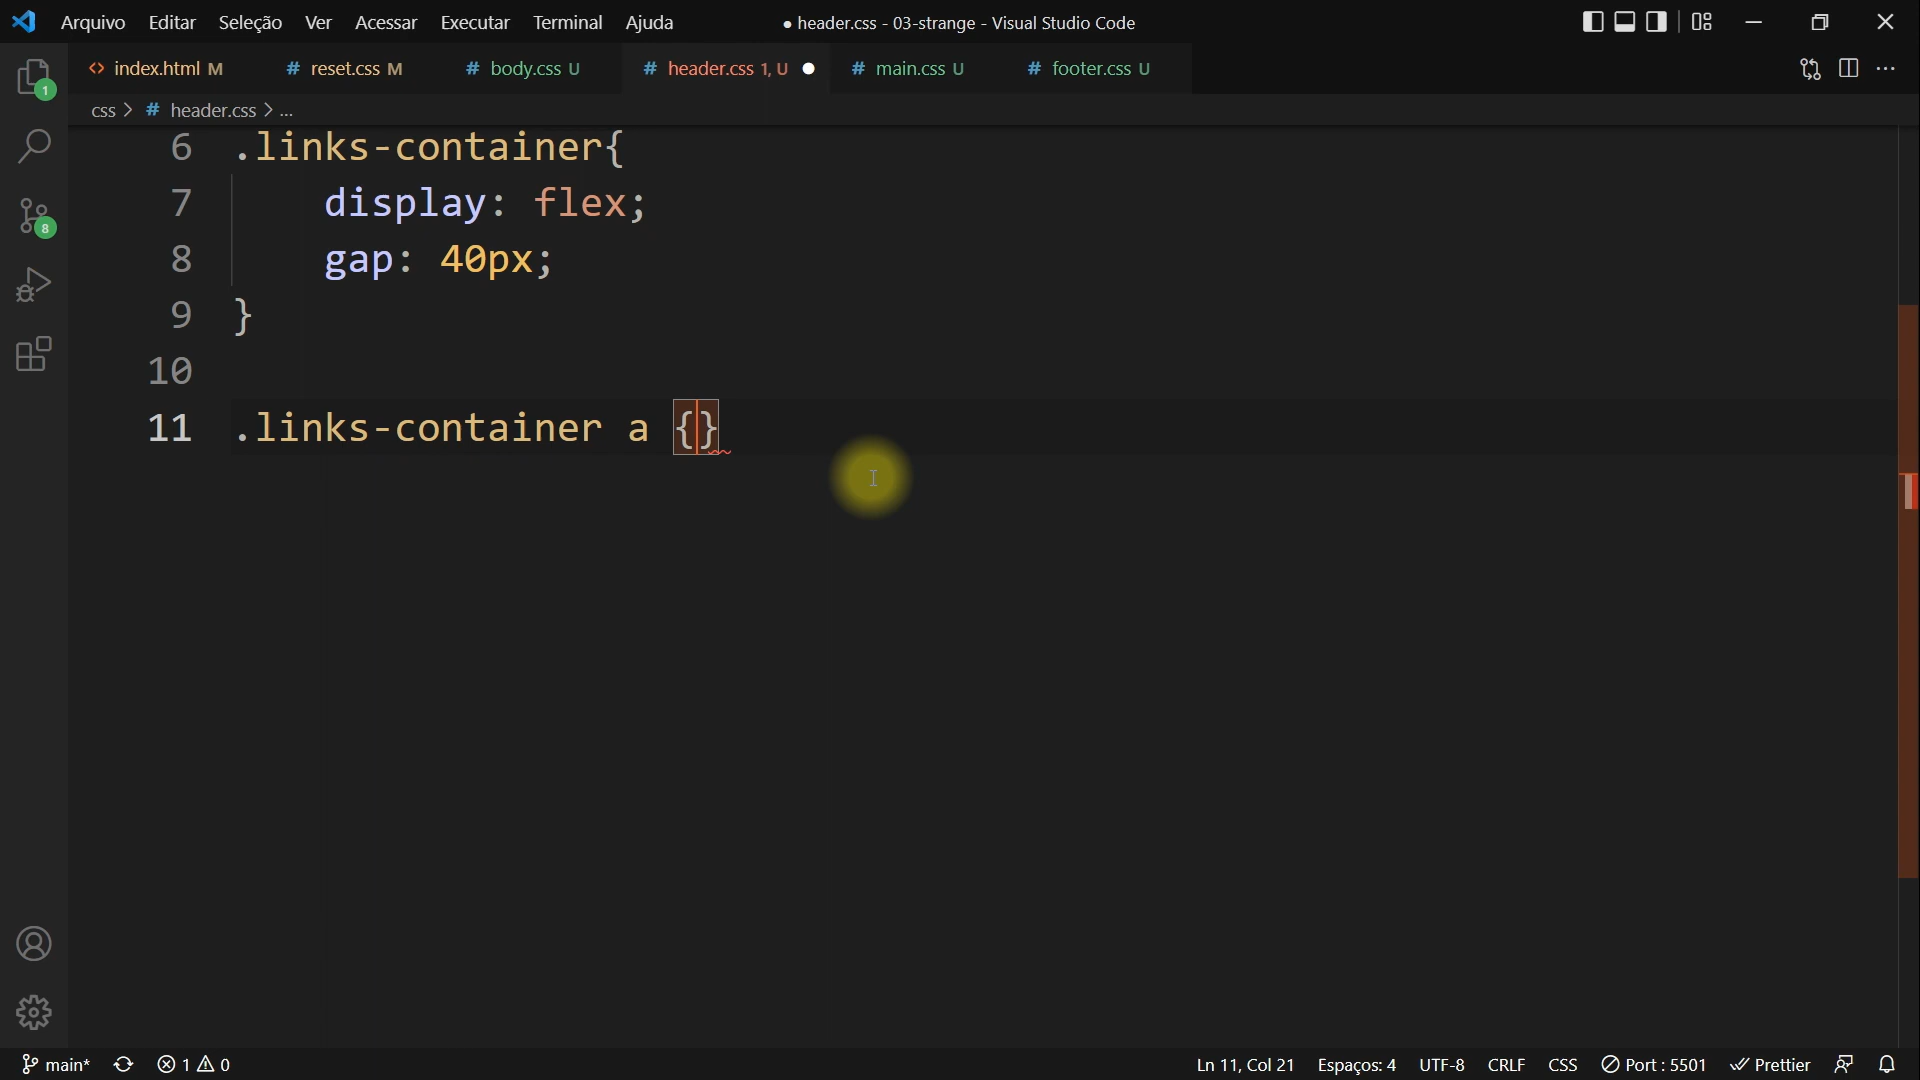 Arquivo Editar Seleção Ver Acessar Executar Terminal Ajuda ● header.css - 03-strange - Visual Studio Code
<> index.html M # reset.css M # body.css U # header.css 1, U ● # main.css U # footer.css U ...
css > # header.css > ...
1
6 .links-container{
7 display: flex;
8 gap: 40px;
8
9 }
10
11 .links-container a {}
main* 1 0 Ln 11, Col 21 Espaços: 4 UTF-8 CRLF CSS Port : 5501 Prettier